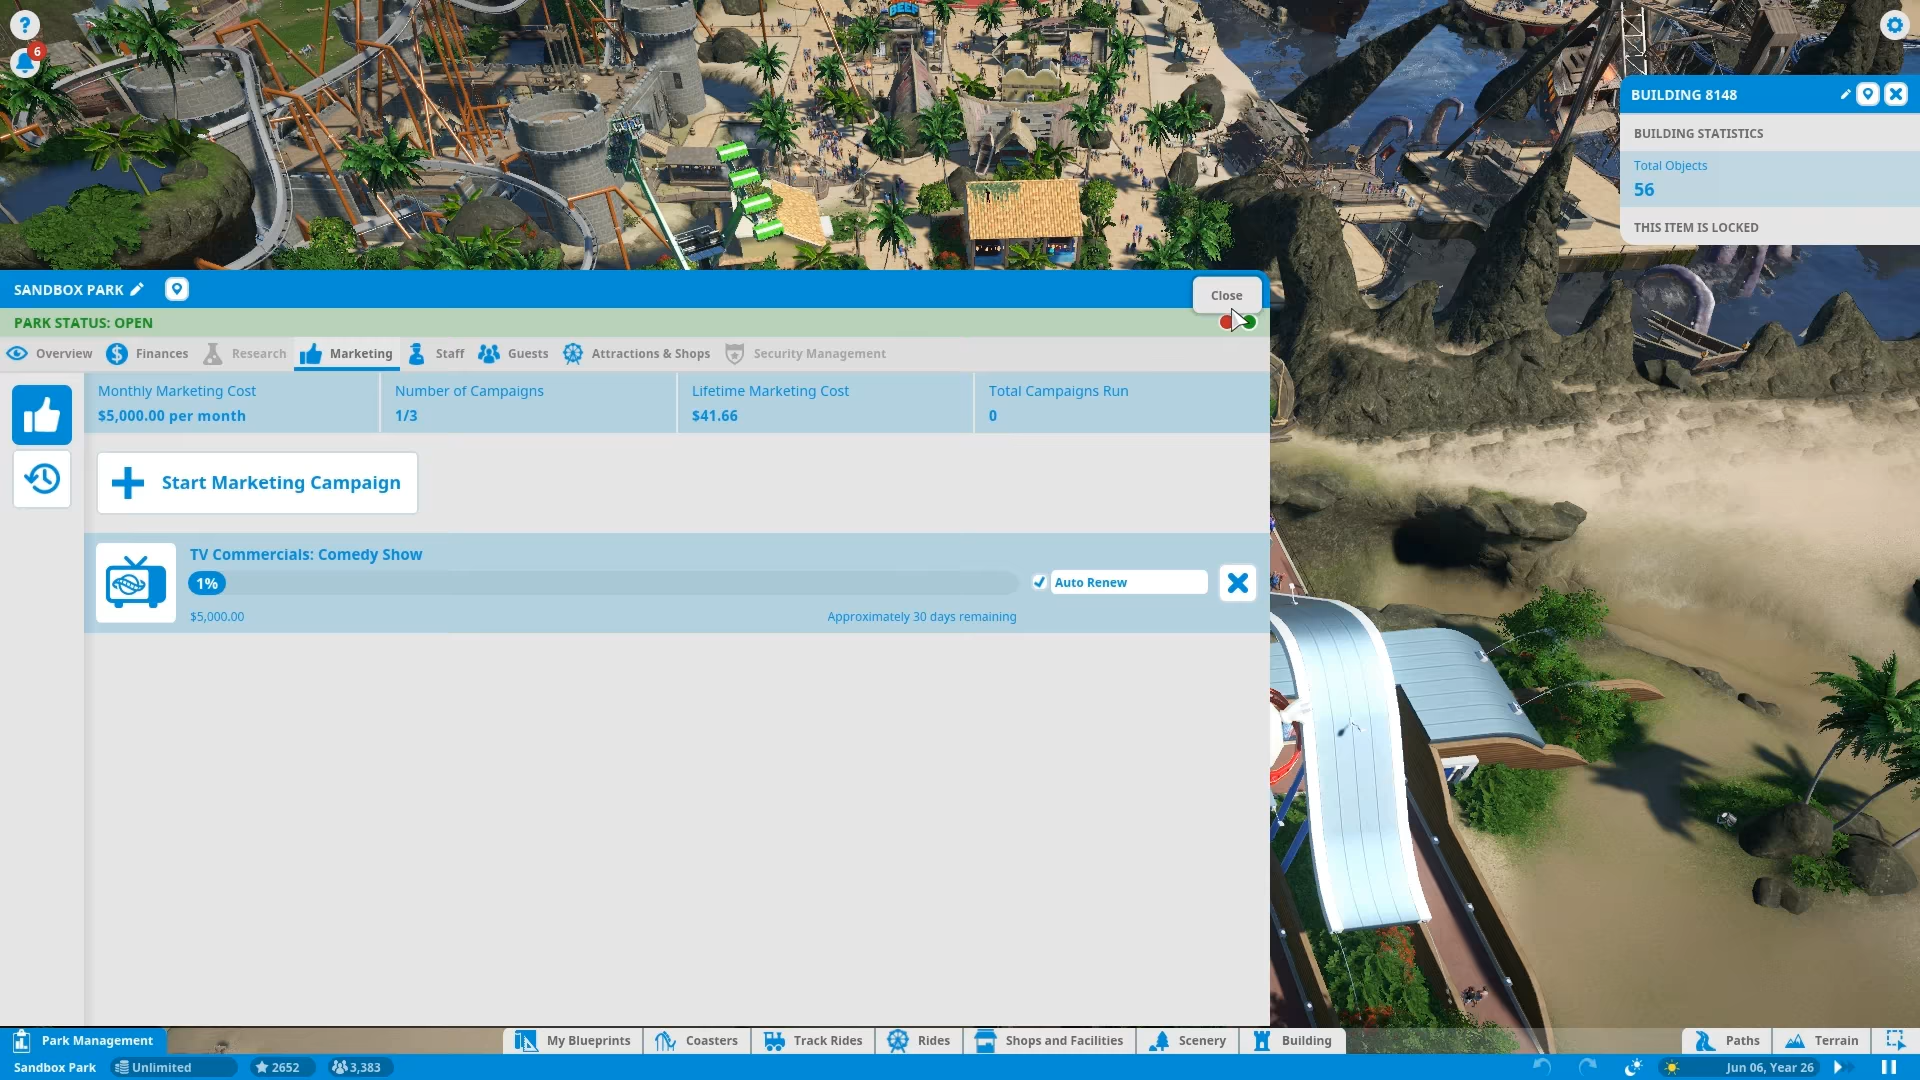 ?
6
BEEF
BUILDING 8148
BUILDING STATISTICS
Total Objects
56
THIS ITEM IS LOCKED
SANDBOX PARK
Close
PARK STATUS: OPEN
Overview
Finances
Research
Marketing
Staff
Guests
Attractions & Shops
Security Management
Monthly Marketing Cost
$5,000.00 per month
Number of Campaigns
1/3
Lifetime Marketing Cost
$41.66
Total Campaigns Run
0
Start Marketing Campaign
TV Commercials: Comedy Show
1%
Auto Renew
$5,000.00
Approximately 30 days remaining
Park Management
My Blueprints
Coasters
Track Rides
Rides
Shops and Facilities
Scenery
Building
Paths
Terrain
Sandbox Park
Unlimited
2652
3,383
Jun 06, Year 26